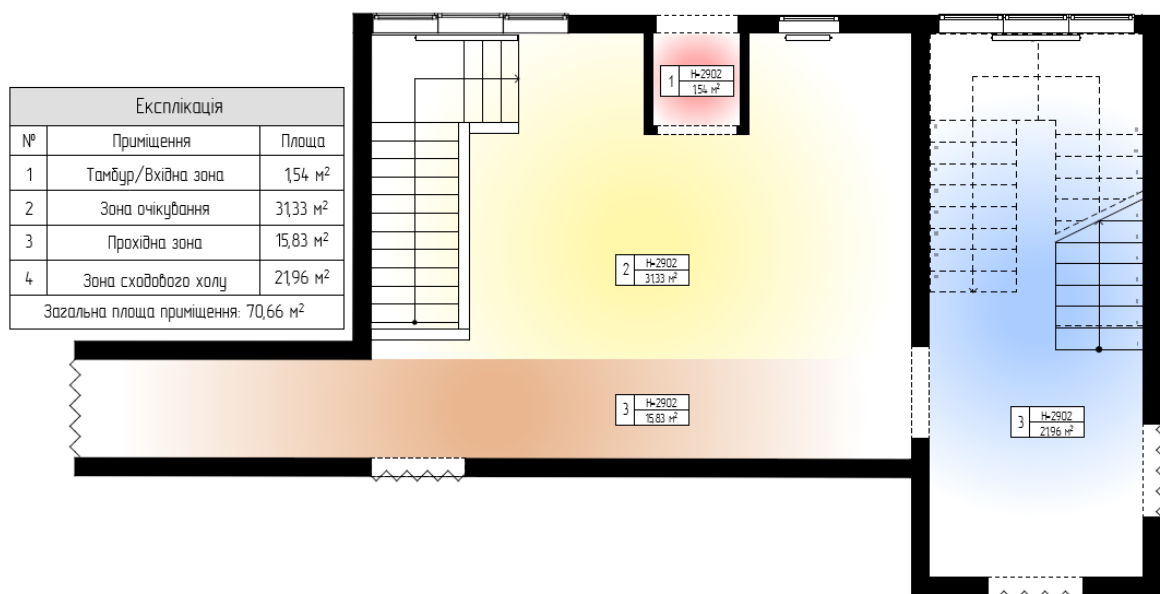 Експлікація
№ Приміщення Площа
1 Тамбур/Вхідна зона 1,54 м²
2 Зона очікування 31,33 м²
3 Прохідна зона 15,83 м²
4 Зона сходового холу 21,96 м²
Загальна площа приміщення: 70,66 м²
1 H=2902
1,54 м²
2 H=2902
31,33 м²
3 H=2902
15,83 м²
3 H=2902
21,96 м²